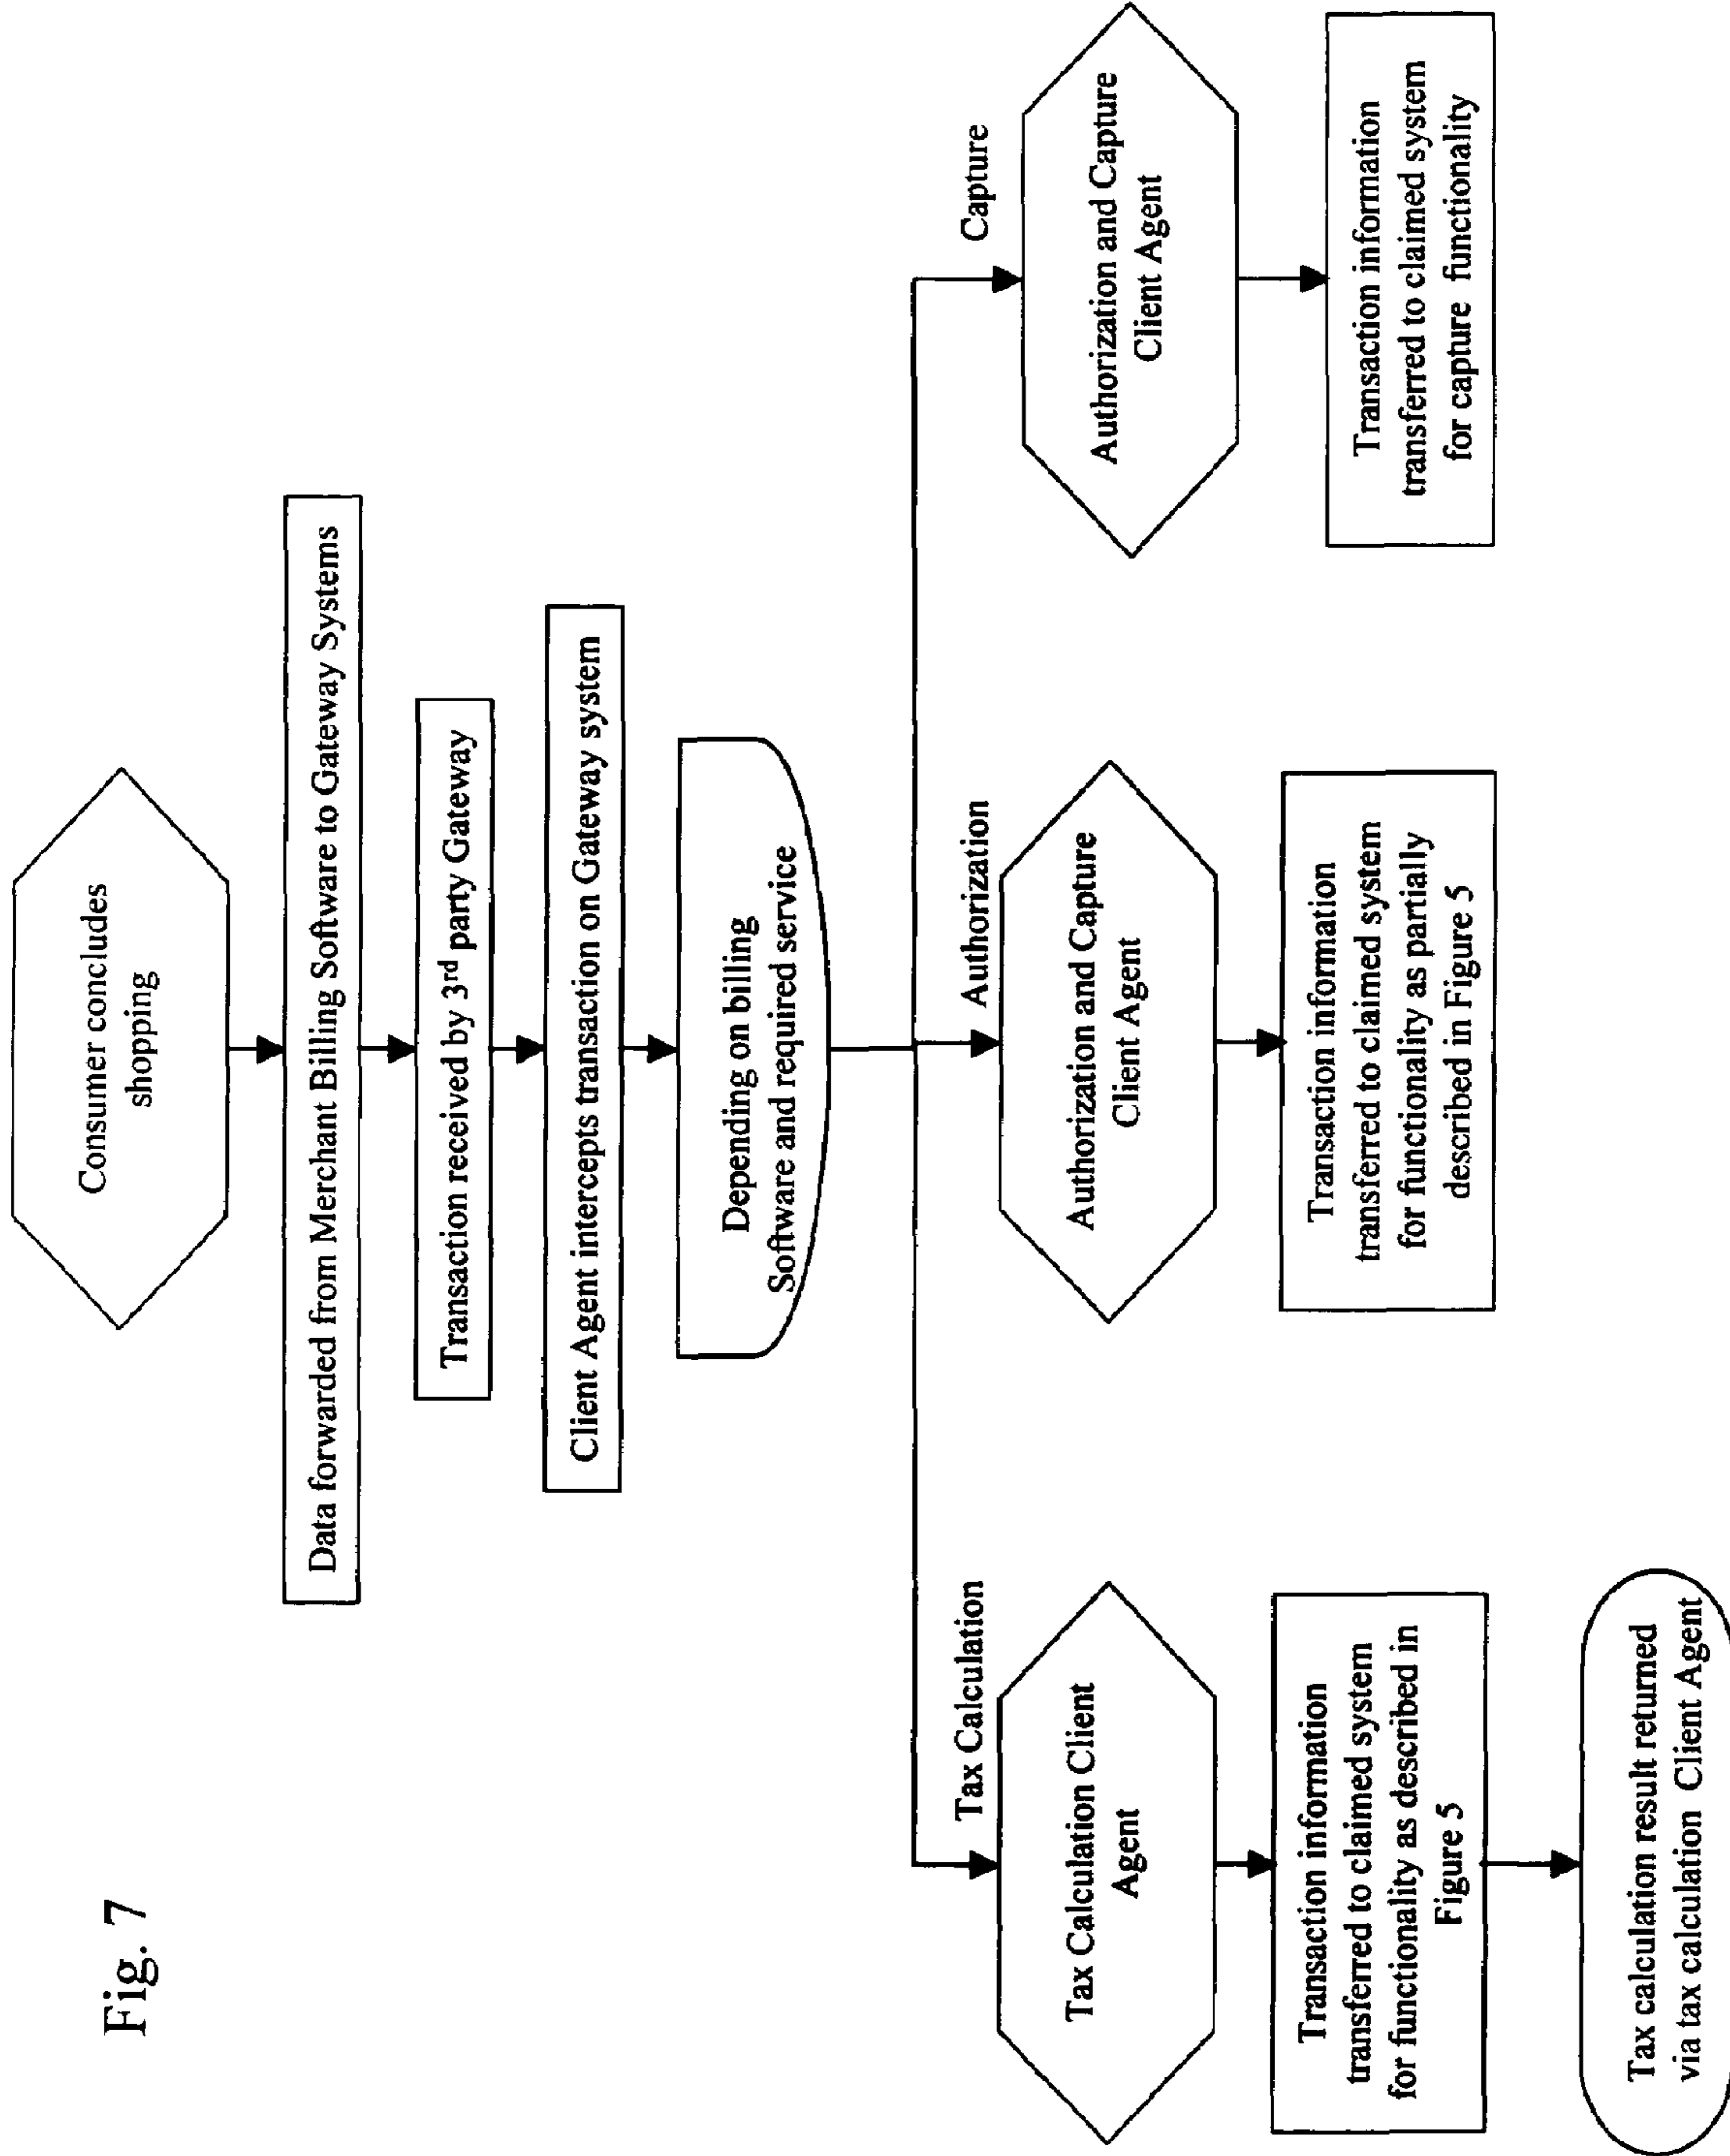 Fig. 7
Consumer concludes
shopping
Data forwarded from Merchant Billing Software to Gateway Systems
Transaction received by 3rd party Gateway
Client Agent intercepts transaction on Gateway system
Depending on billing
Software and required service
Tax Calculation
Authorization
Capture
Tax Calculation Client
Agent
Transaction information
transferred to claimed system
for functionality as described in
Figure 5
Tax calculation result returned
via tax calculation Client Agent
Authorization and Capture
Client Agent
Transaction information
transferred to claimed system
for functionality as partially
described in Figure 5
Authorization and Capture
Client Agent
Transaction information
transferred to claimed system
for capture functionality